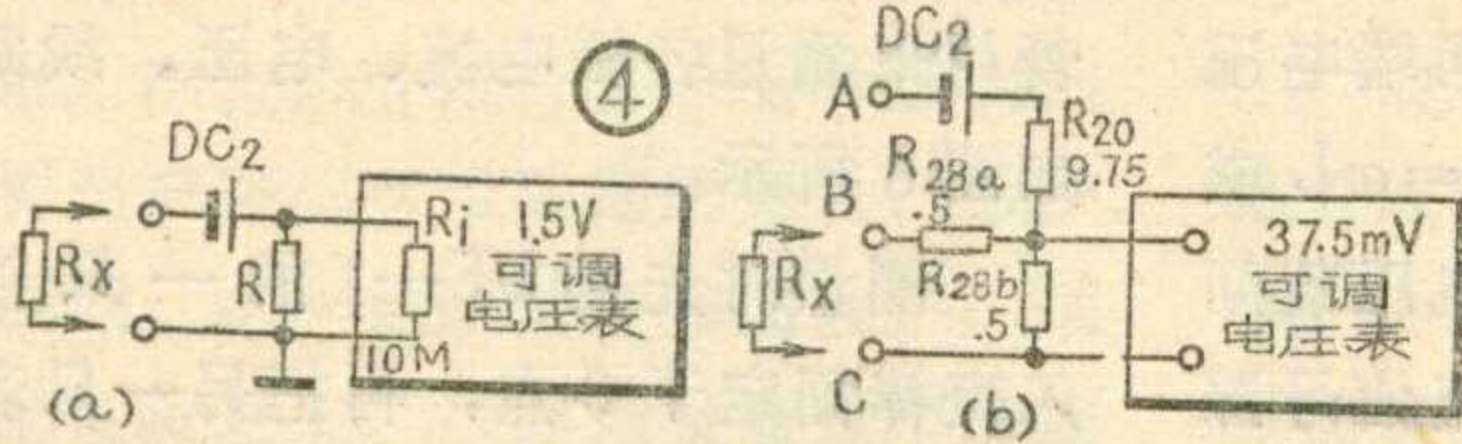 ④
DC₂
Rx
R
Ri
10M
1.5V
可调
电压表
(a)
DC₂
A
R₂₀
9.75
R₂₈a
.5
B
Rx
R₂₈b
.5
C
37.5mV
可调
电压表
(b)